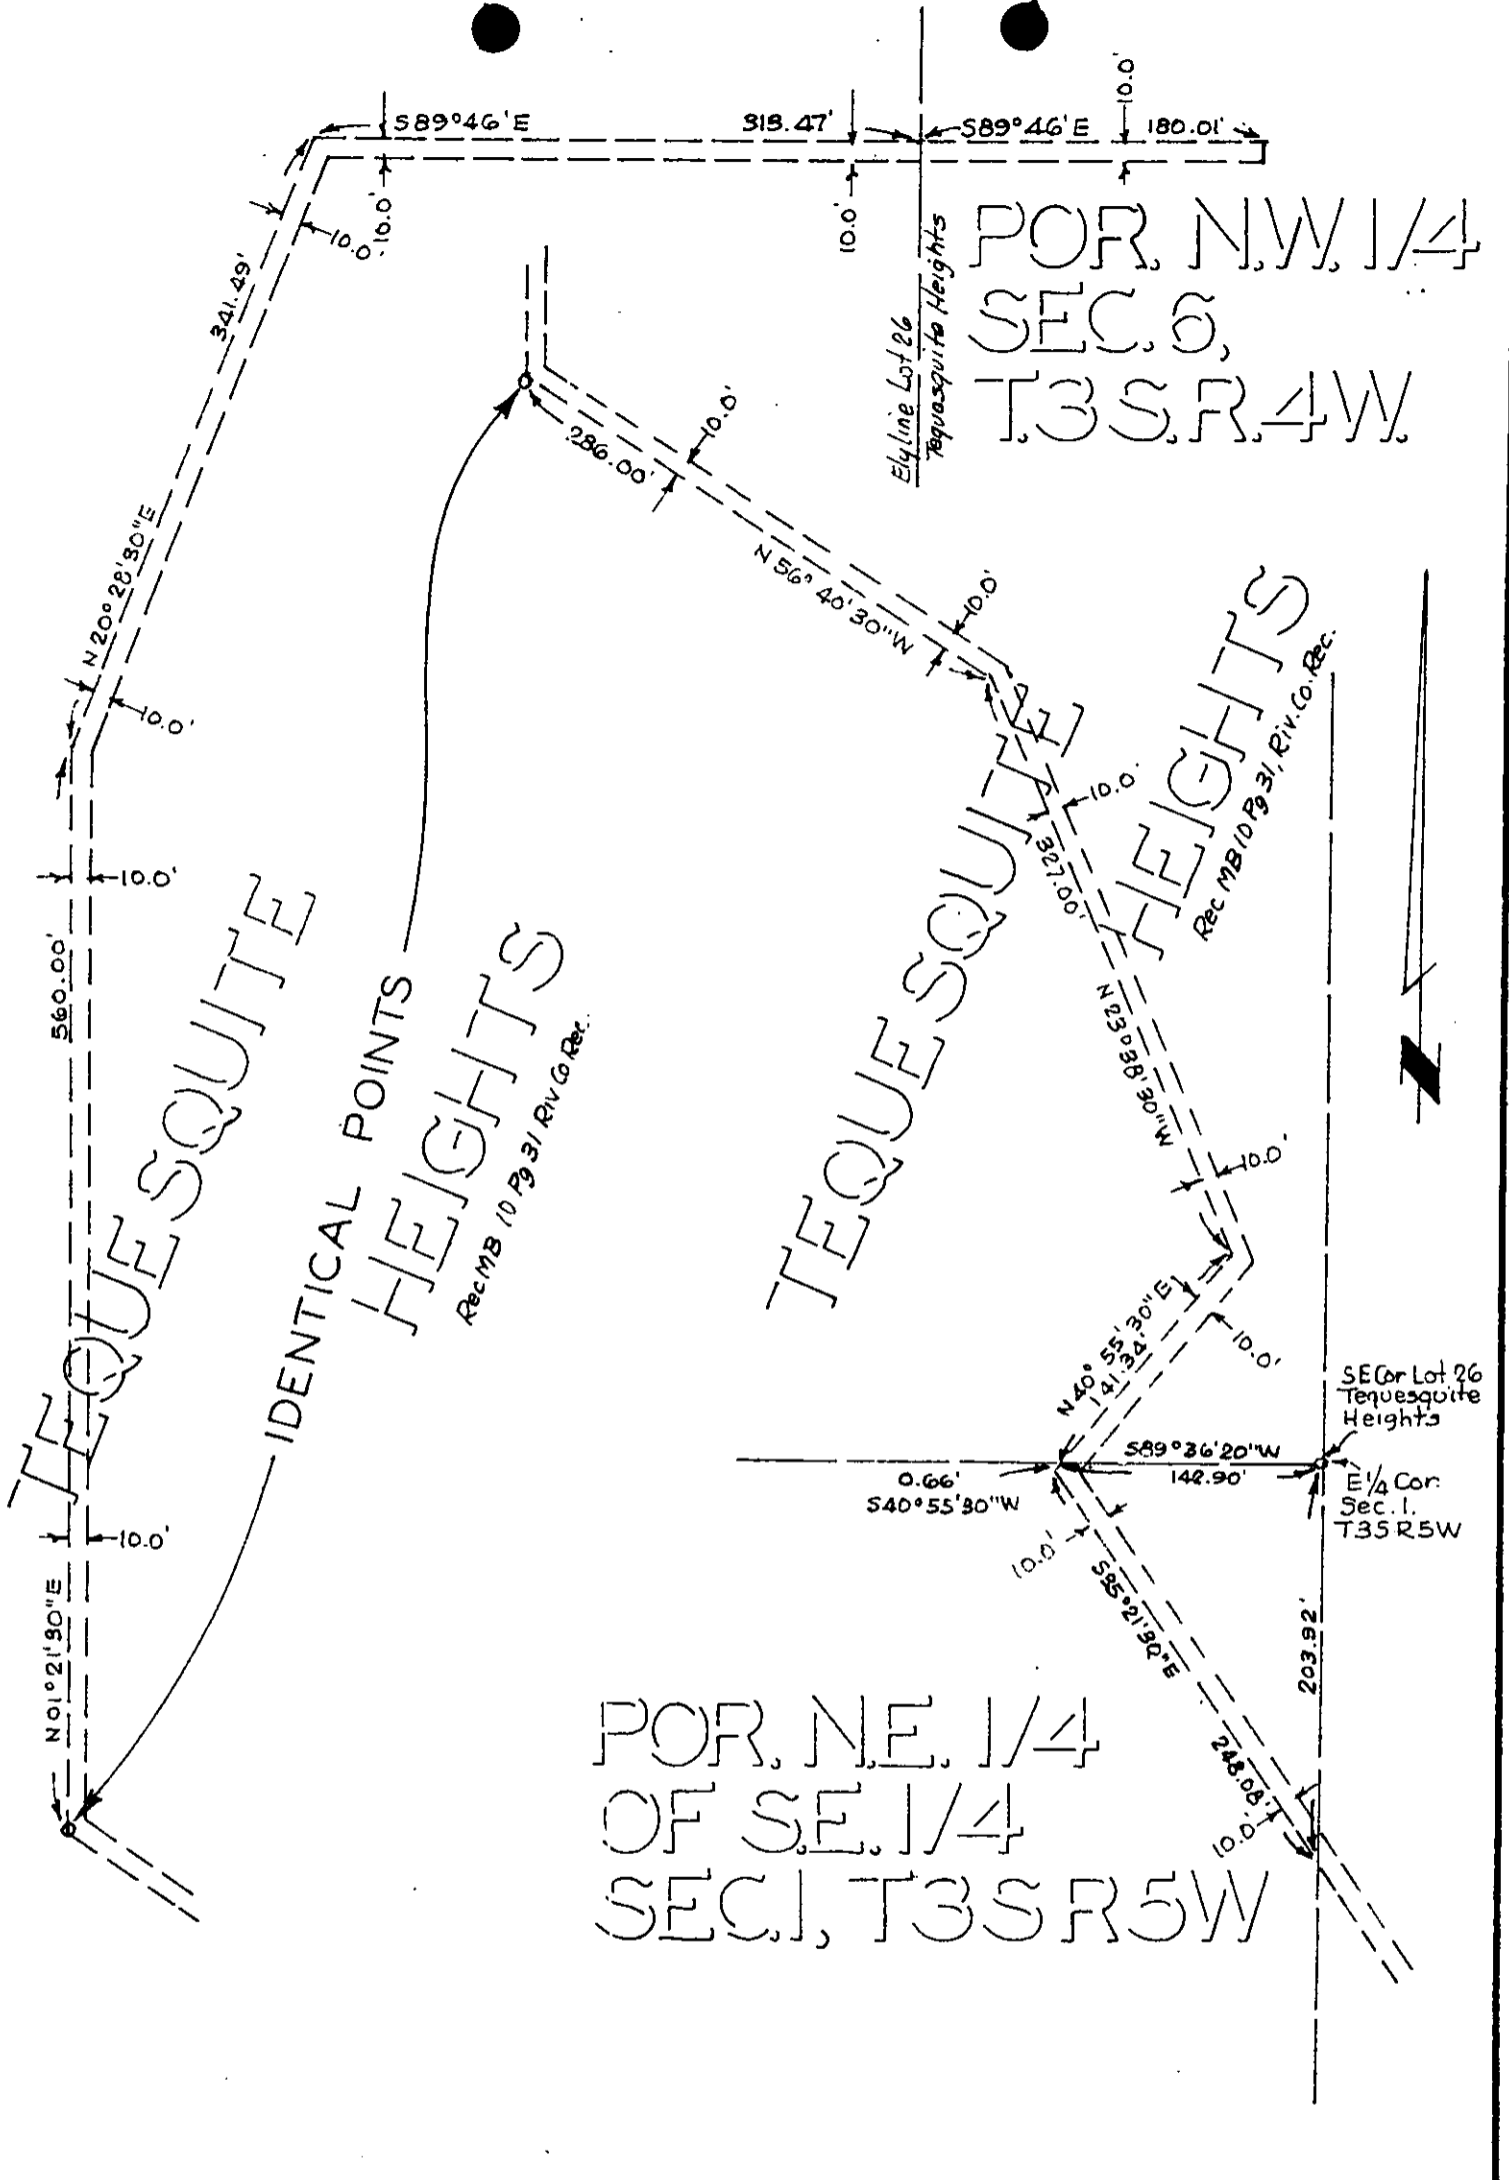 S89°46'E
313.47'
S89°46'E
180.01'
10.0'
10.0'
10.0'
10.0'
341.49'
N20°28'30"E
10.0'
560.00'
10.0'
10.0'
N01°21'30"E
Ely line Lot 26
Tequesquite Heights
POR. N.W. 1/4
SEC. 6,
T.3S.R.4W.
286.00'
10.0'
N56°40'30"W
10.0'
TEQUESQUITE
HEIGHTS
Rec MB 10 Pg 31 Riv Co Rec.
IDENTICAL POINTS
TEQUESQUITE
HEIGHTS
Rec MB 10 Pg 31, Riv. Co. Rec.
10.0'
327.00'
N23°38'30"W
10.0'
N40°55'30"E
141.34'
10.0'
SE Cor Lot 26
Tequesquite
Heights
S89°36'20"W
142.90'
0.66'
S40°55'30"W
E 1/4 Cor.
Sec. 1.
T3S R5W
10.0'
S35°21'30"E
203.92'
248.08'
10.0'
POR. N.E. 1/4
OF S.E. 1/4
SEC. 1, T3S R5W
N